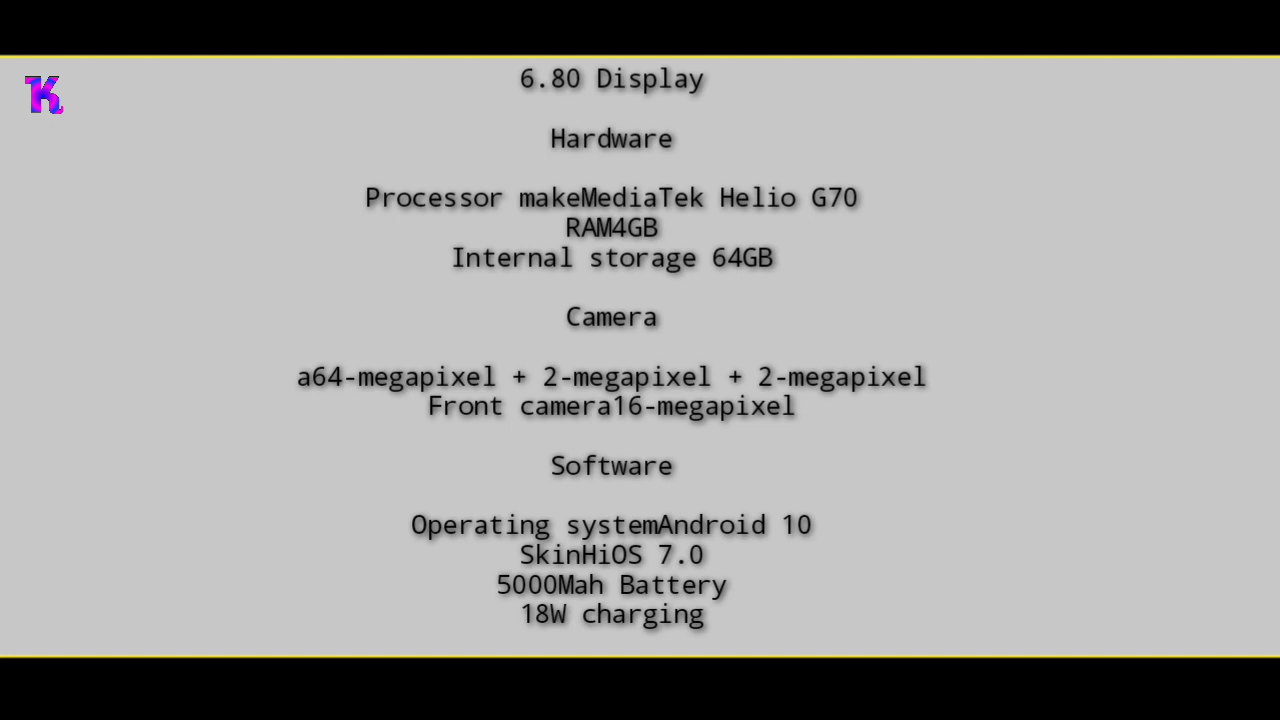 K
6.80 Display
Hardware
Processor makeMediaTek Helio G70
RAM4GB
Internal storage 64GB
Camera
a64-megapixel + 2-megapixel + 2-megapixel
Front camera16-megapixel
Software
Operating systemAndroid 10
SkinHiOS 7.0
5000Mah Battery
18W charging